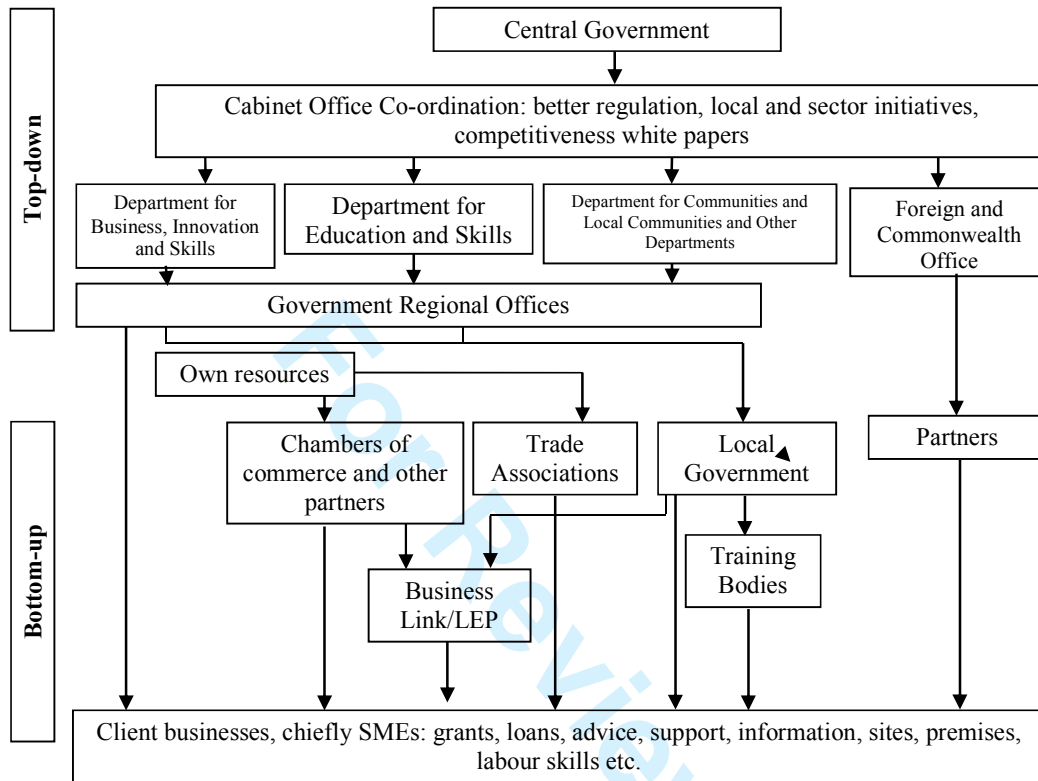 Central Government
Cabinet Office Co-ordination: better regulation, local and sector initiatives,
competitiveness white papers
Top-down
Department for
Business, Innovation
and Skills
Department for
Education and Skills
Department for Communities and
Local Communities and Other
Departments
Foreign and
Commonwealth
Office
Government Regional Offices
Own resources
Bottom-up
Chambers of
commerce and other
partners
Trade
Associations
Local
Government
Partners
Business
Link/LEP
Training
Bodies
Client businesses, chiefly SMEs: grants, loans, advice, support, information, sites, premises,
labour skills etc.
For Review